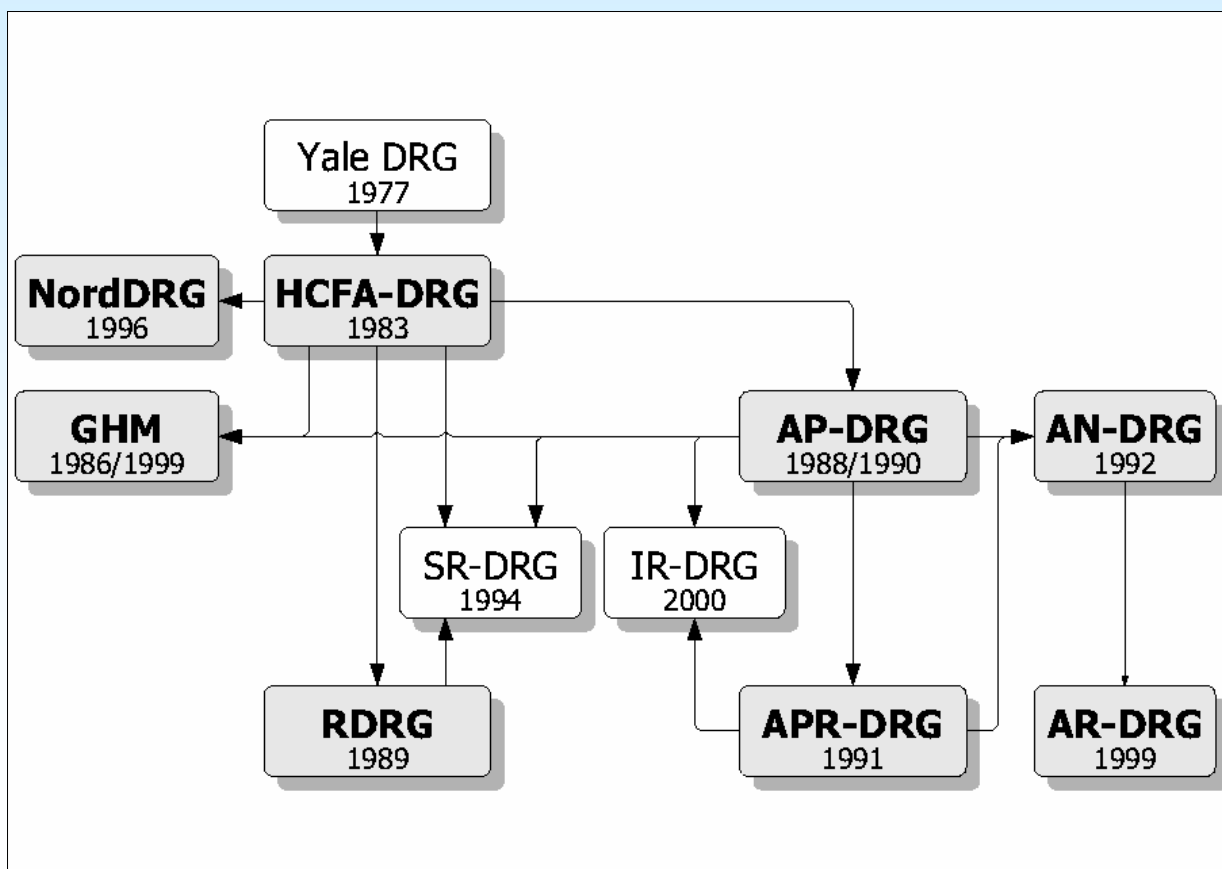 Yale DRG
1977
NordDRG
1996
HCFA-DRG
1983
GHM
1986/1999
AP-DRG
1988/1990
AN-DRG
1992
SR-DRG
1994
IR-DRG
2000
RDRG
1989
APR-DRG
1991
AR-DRG
1999